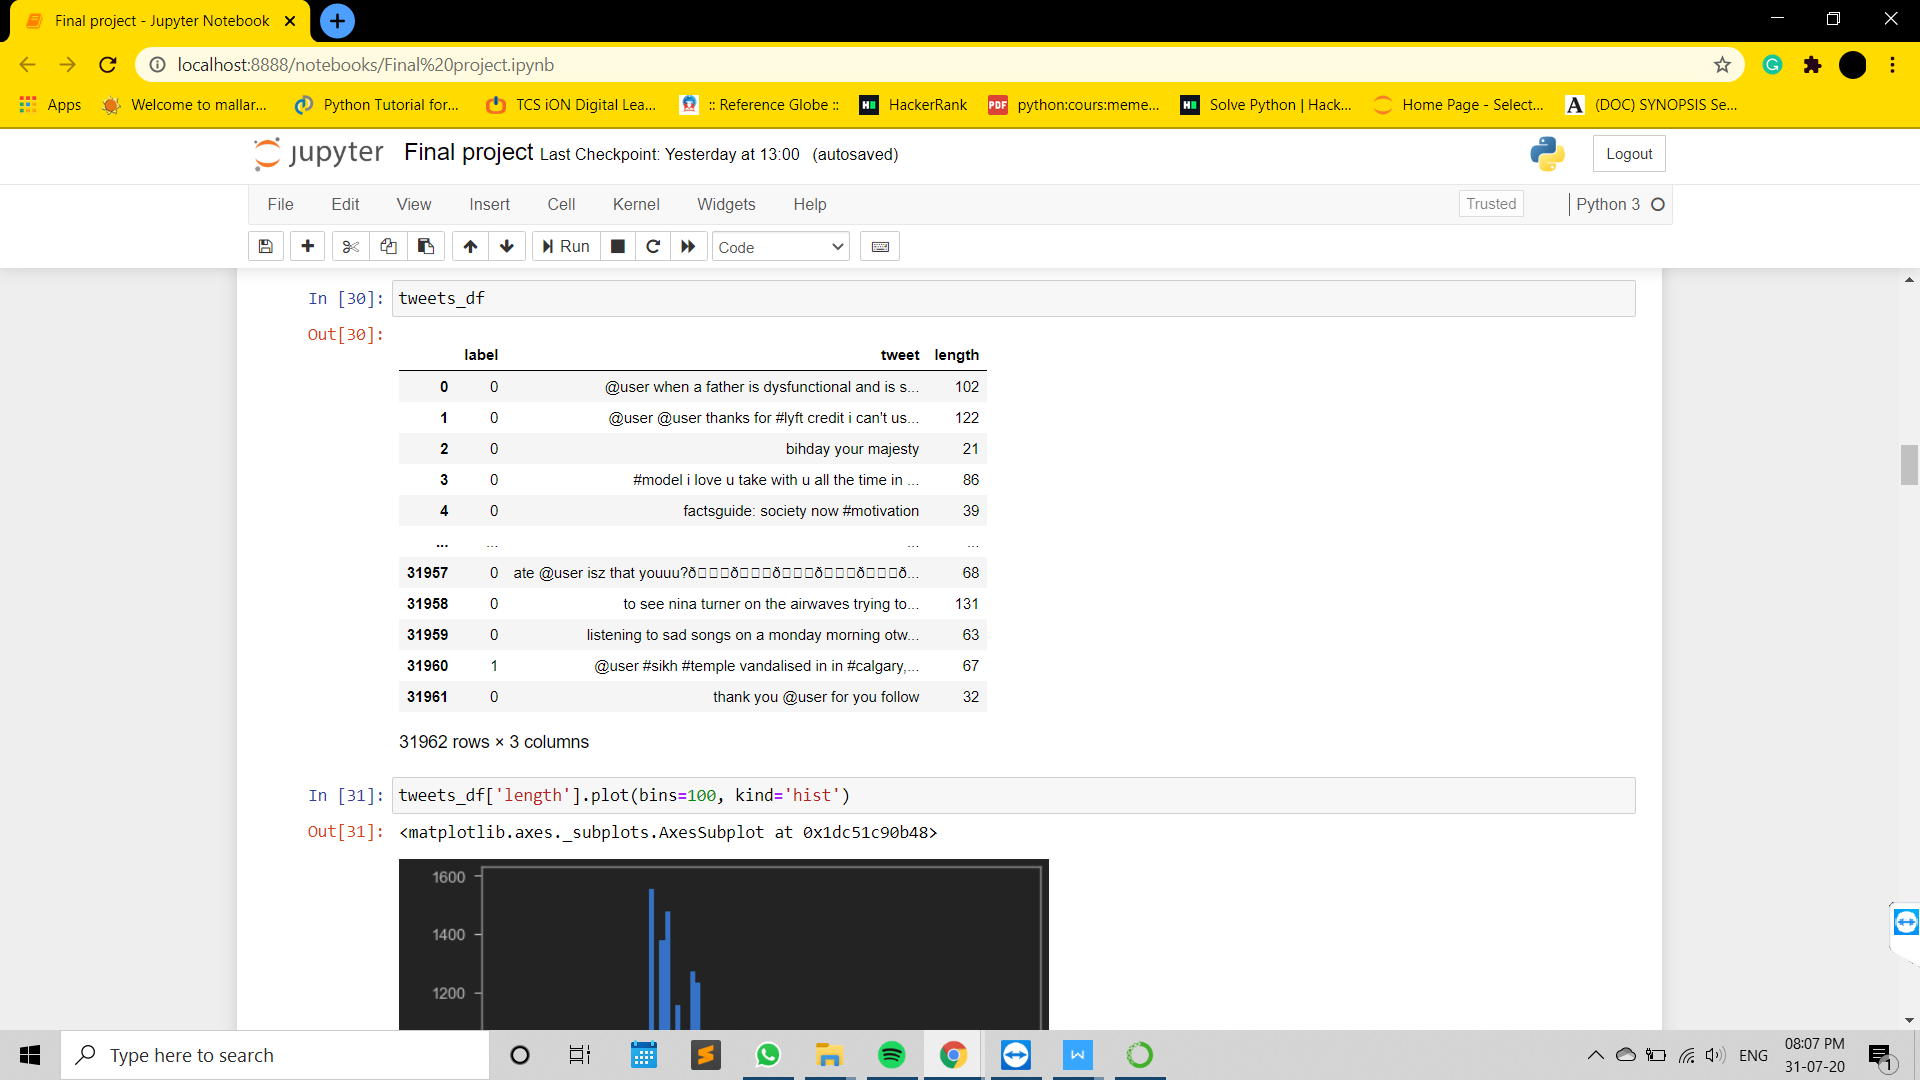 Final project - Jupyter Notebook
localhost:8888/notebooks/Final%20project.ipynb
Apps Welcome to mallar... Python Tutorial for... TCS iON Digital Lea... :: Reference Globe :: HackerRank PDF python:cours:meme... Solve Python | Hack... Home Page - Select... A (DOC) SYNOPSIS Se...
jupyter Final project Last Checkpoint: Yesterday at 13:00 (autosaved) Logout
File Edit View Insert Cell Kernel Widgets Help Trusted Python 3
Run Code
In [30]: tweets_df
Out[30]:
label tweet length
0 0 @user when a father is dysfunctional and is s... 102
1 0 @user @user thanks for #lyft credit i can't us... 122
2 0 bihday your majesty 21
3 0 #model i love u take with u all the time in ... 86
4 0 factsguide: society now #motivation 39
... ... ... ...
31957 0 ate @user isz that youuu?ð□□□ð□□□ð□□□ð□□□ð□□□ð... 68
31958 0 to see nina turner on the airwaves trying to... 131
31959 0 listening to sad songs on a monday morning otw... 63
31960 1 @user #sikh #temple vandalised in in #calgary,... 67
31961 0 thank you @user for you follow 32
31962 rows × 3 columns
In [31]: tweets_df['length'].plot(bins=100, kind='hist')
Out[31]: <matplotlib.axes._subplots.AxesSubplot at 0x1dc51c90b48>
1600
1400
1200
Type here to search
ENG
08:07 PM
31-07-20
1